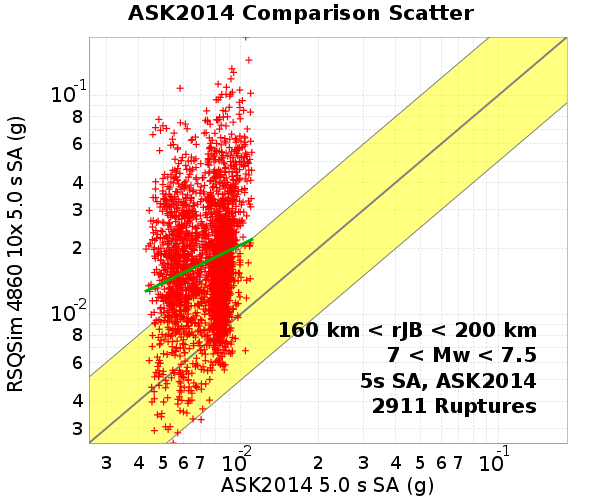 ASK2014 Comparison Scatter
RSQSim 4860 10x 5.0 s SA (g)
10-1
8
6
4
3
2
10-2
8
6
4
3
160 km < rJB < 200 km
7 < Mw < 7.5
5s SA, ASK2014
2911 Ruptures
3 4 5 6 7 10-2 2 3 4 5 6 7 10-1
ASK2014 5.0 s SA (g)